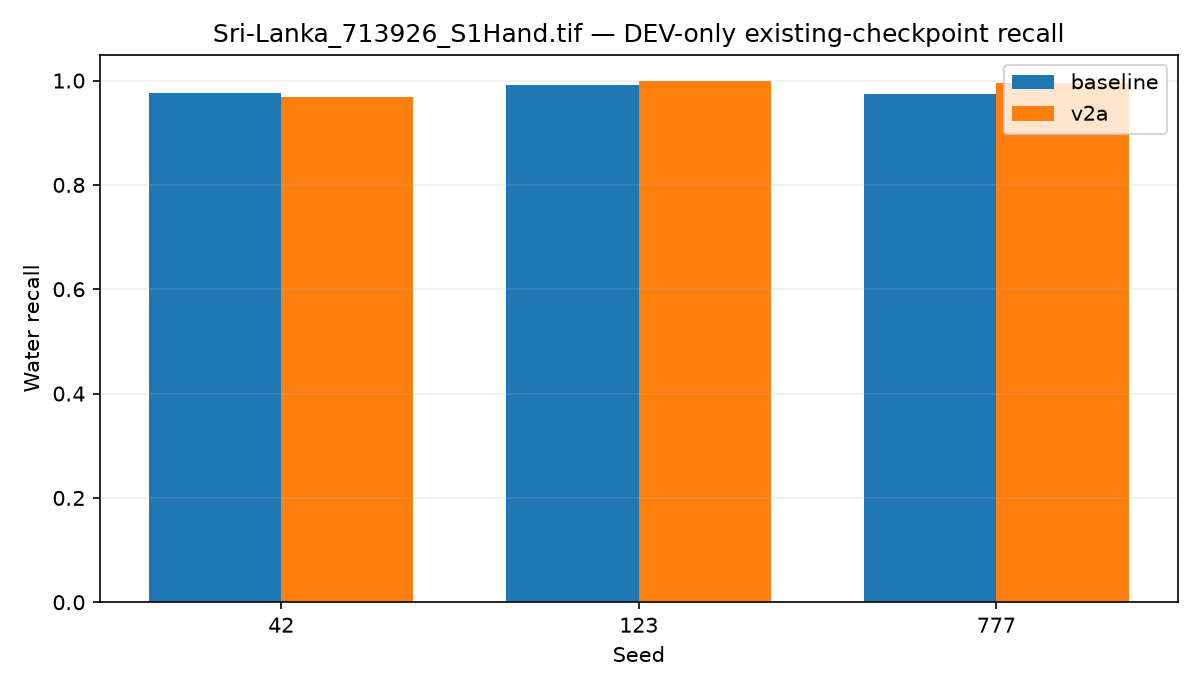 Sri-Lanka_713926_S1Hand.tif — DEV-only existing-checkpoint recall
baseline
v2a
Water recall
1.0
0.8
0.6
0.4
0.2
0.0
42 123 777
Seed